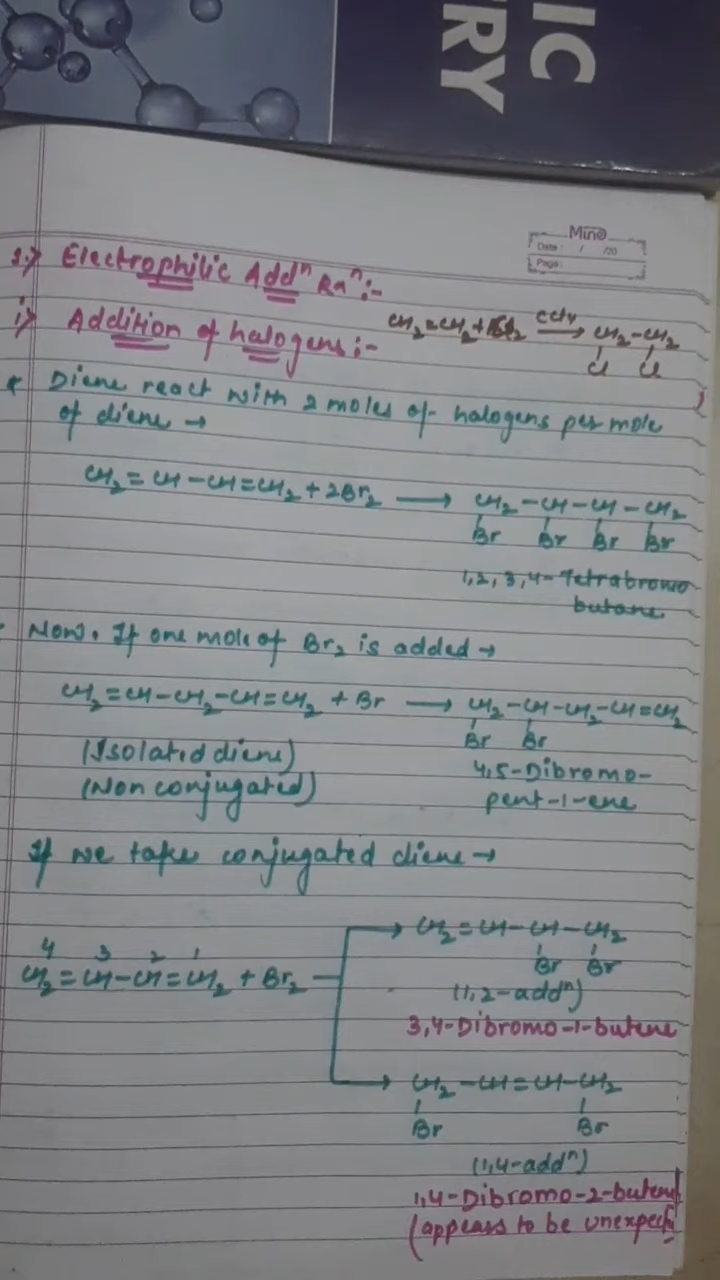 IC
RY
Mino
Date : / /20
Page:
2.> Electrophilic Addⁿ Rxⁿ:-
i> Addition of halogens:-
CH₂=CH₂ + Cl₂ CCl₄→ CH₂-CH₂
Cl Cl
* Diene react with 2 moles of halogens per mole
of diene →
CH₂=CH-CH=CH₂ + 2Br₂ → CH₂-CH-CH-CH₂
Br Br Br Br
1,2,3,4-Tetrabromo
butane
Now. If one mole of Br₂ is added →
CH₂=CH-CH₂-CH=CH₂ + Br → CH₂-CH-CH₂-CH=CH₂
Br Br
(Isolated diene)
4,5-Dibromo-
(Non conjugated)
pent-1-ene
If we take conjugated diene →
CH₂=CH-CH-CH₂
4 3 2 1
Br Br
CH₂=CH-CH=CH₂ + Br₂
(1,2-addⁿ)
3,4-Dibromo-1-butene
CH₂-CH=CH-CH₂
Br Br
(1,4-addⁿ)
1,4-Dibromo-2-buten
(appears to be unexpect